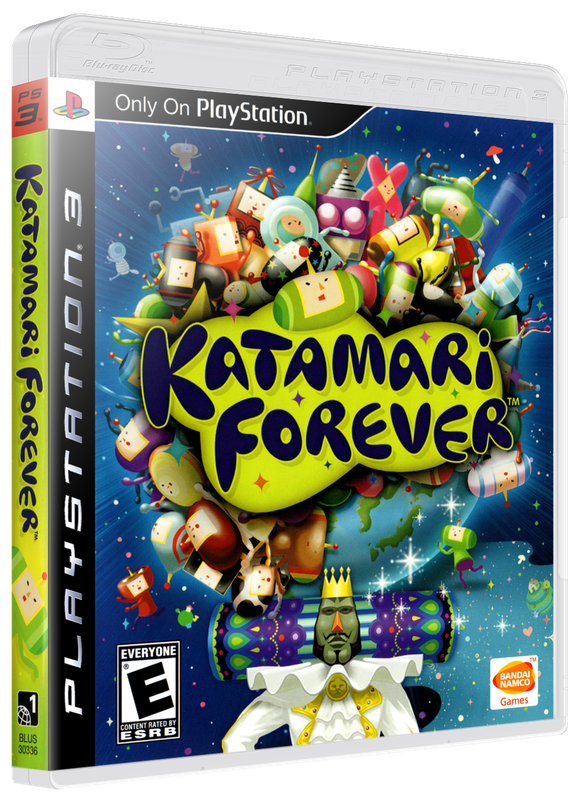 Blu-ray Disc
PLAYSTATION 3
PS3
Only On PlayStation®
KATAMARI FOREVER™
PLAYSTATION®3
KATAMARI
FOREVER™
EVERYONE
E
CONTENT RATED BY
ESRB
BANDAI
NAMCO
Games
1
BLUS
30336